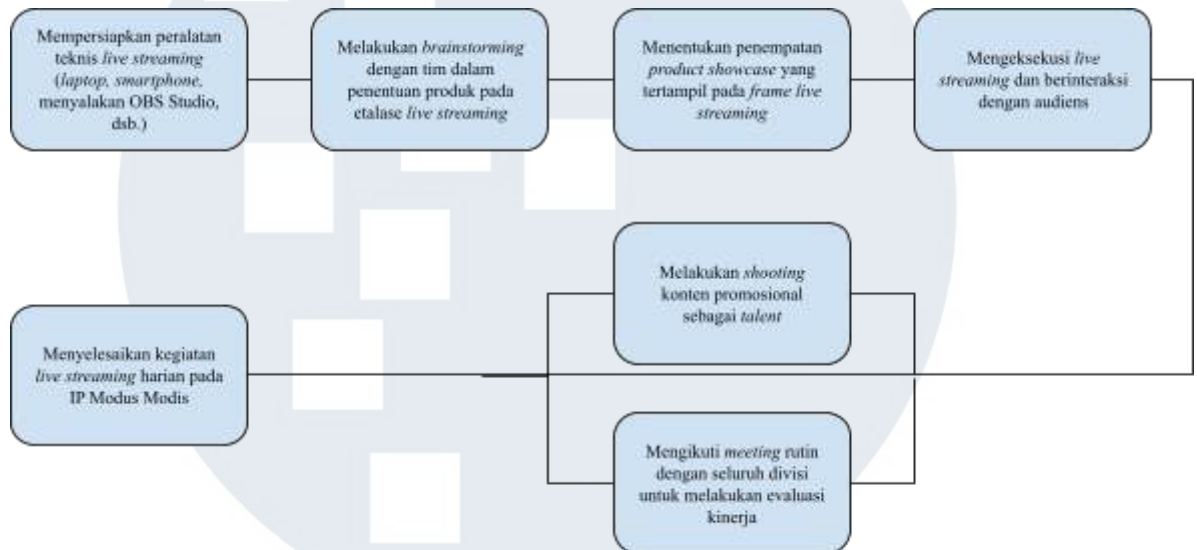 Mempersiapkan peralatan
teknis live streaming
(laptop, smartphone,
menyalakan OBS Studio,
dsb.)
Melakukan brainstorming
dengan tim dalam
penentuan produk pada
etalase live streaming
Menentukan penempatan
product showcase yang
tertampil pada frame live
streaming
Mengeksekusi live
streaming dan berinteraksi
dengan audiens
Melakukan shooting
konten promosional
sebagai talent
Menyelesaikan kegiatan
live streaming harian pada
IP Modus Modis
Mengikuti meeting rutin
dengan seluruh divisi
untuk melakukan evaluasi
kinerja